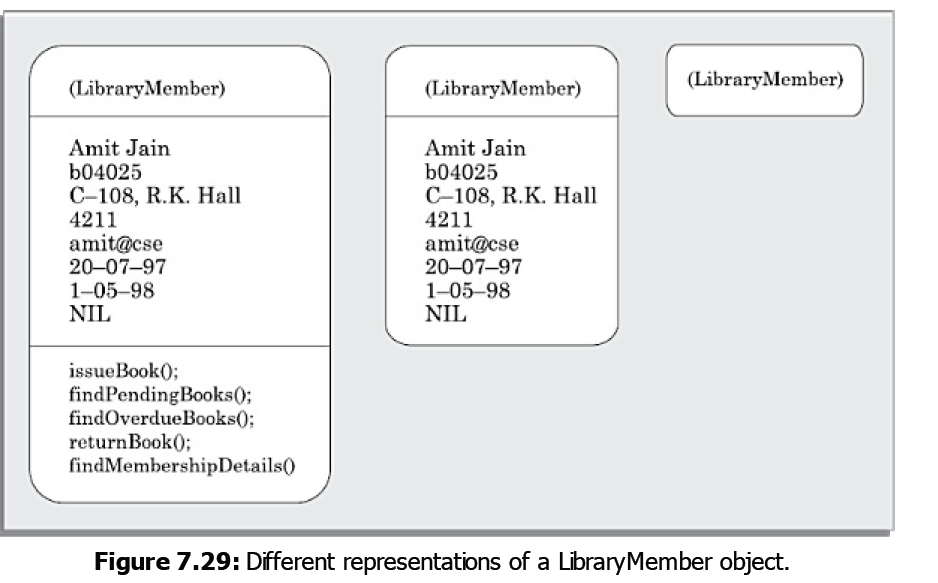 (LibraryMember)
Amit Jain
b04025
C–108, R.K. Hall
4211
amit@cse
20–07–97
1–05–98
NIL
issueBook();
findPendingBooks();
findOverdueBooks();
returnBook();
findMembershipDetails()
(LibraryMember)
Amit Jain
b04025
C–108, R.K. Hall
4211
amit@cse
20–07–97
1–05–98
NIL
(LibraryMember)
Figure 7.29: Different representations of a LibraryMember object.